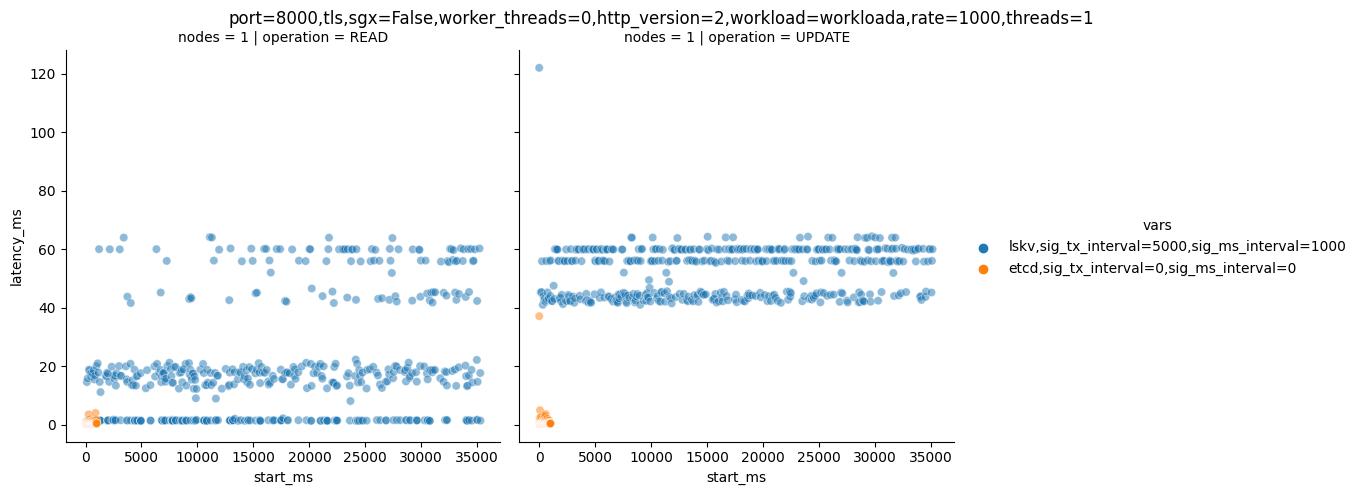 port=8000,tls,sgx=False,worker_threads=0,http_version=2,workload=workloada,rate=1000,threads=1
nodes = 1 | operation = READ
nodes = 1 | operation = UPDATE
120
100
80
60
40
20
0
latency_ms
0 5000 10000 15000 20000 25000 30000 35000
start_ms
0 5000 10000 15000 20000 25000 30000 35000
start_ms
vars
lskv,sig_tx_interval=5000,sig_ms_interval=1000
etcd,sig_tx_interval=0,sig_ms_interval=0